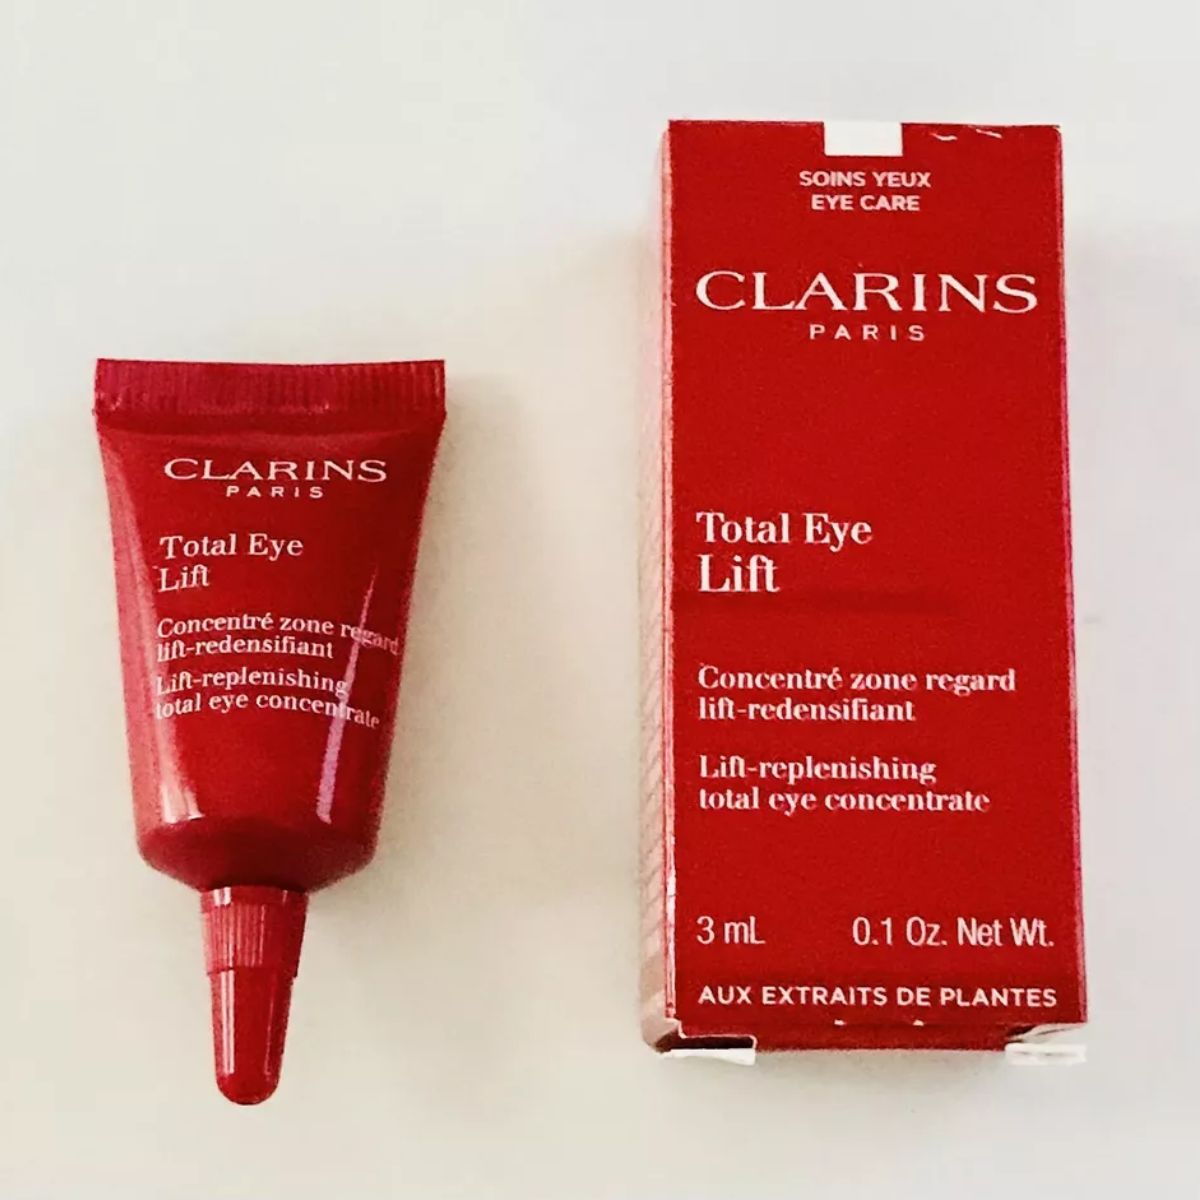 CLARINS
PARIS
Total Eye
Lift
Concentré zone regard
lift-redensifiant
Lift-replenishing
total eye concentrate
SOINS YEUX
EYE CARE
CLARINS
PARIS
Total Eye
Lift
Concentré zone regard
lift-redensifiant
Lift-replenishing
total eye concentrate
3 mL 0.1 Oz. Net Wt.
AUX EXTRAITS DE PLANTES